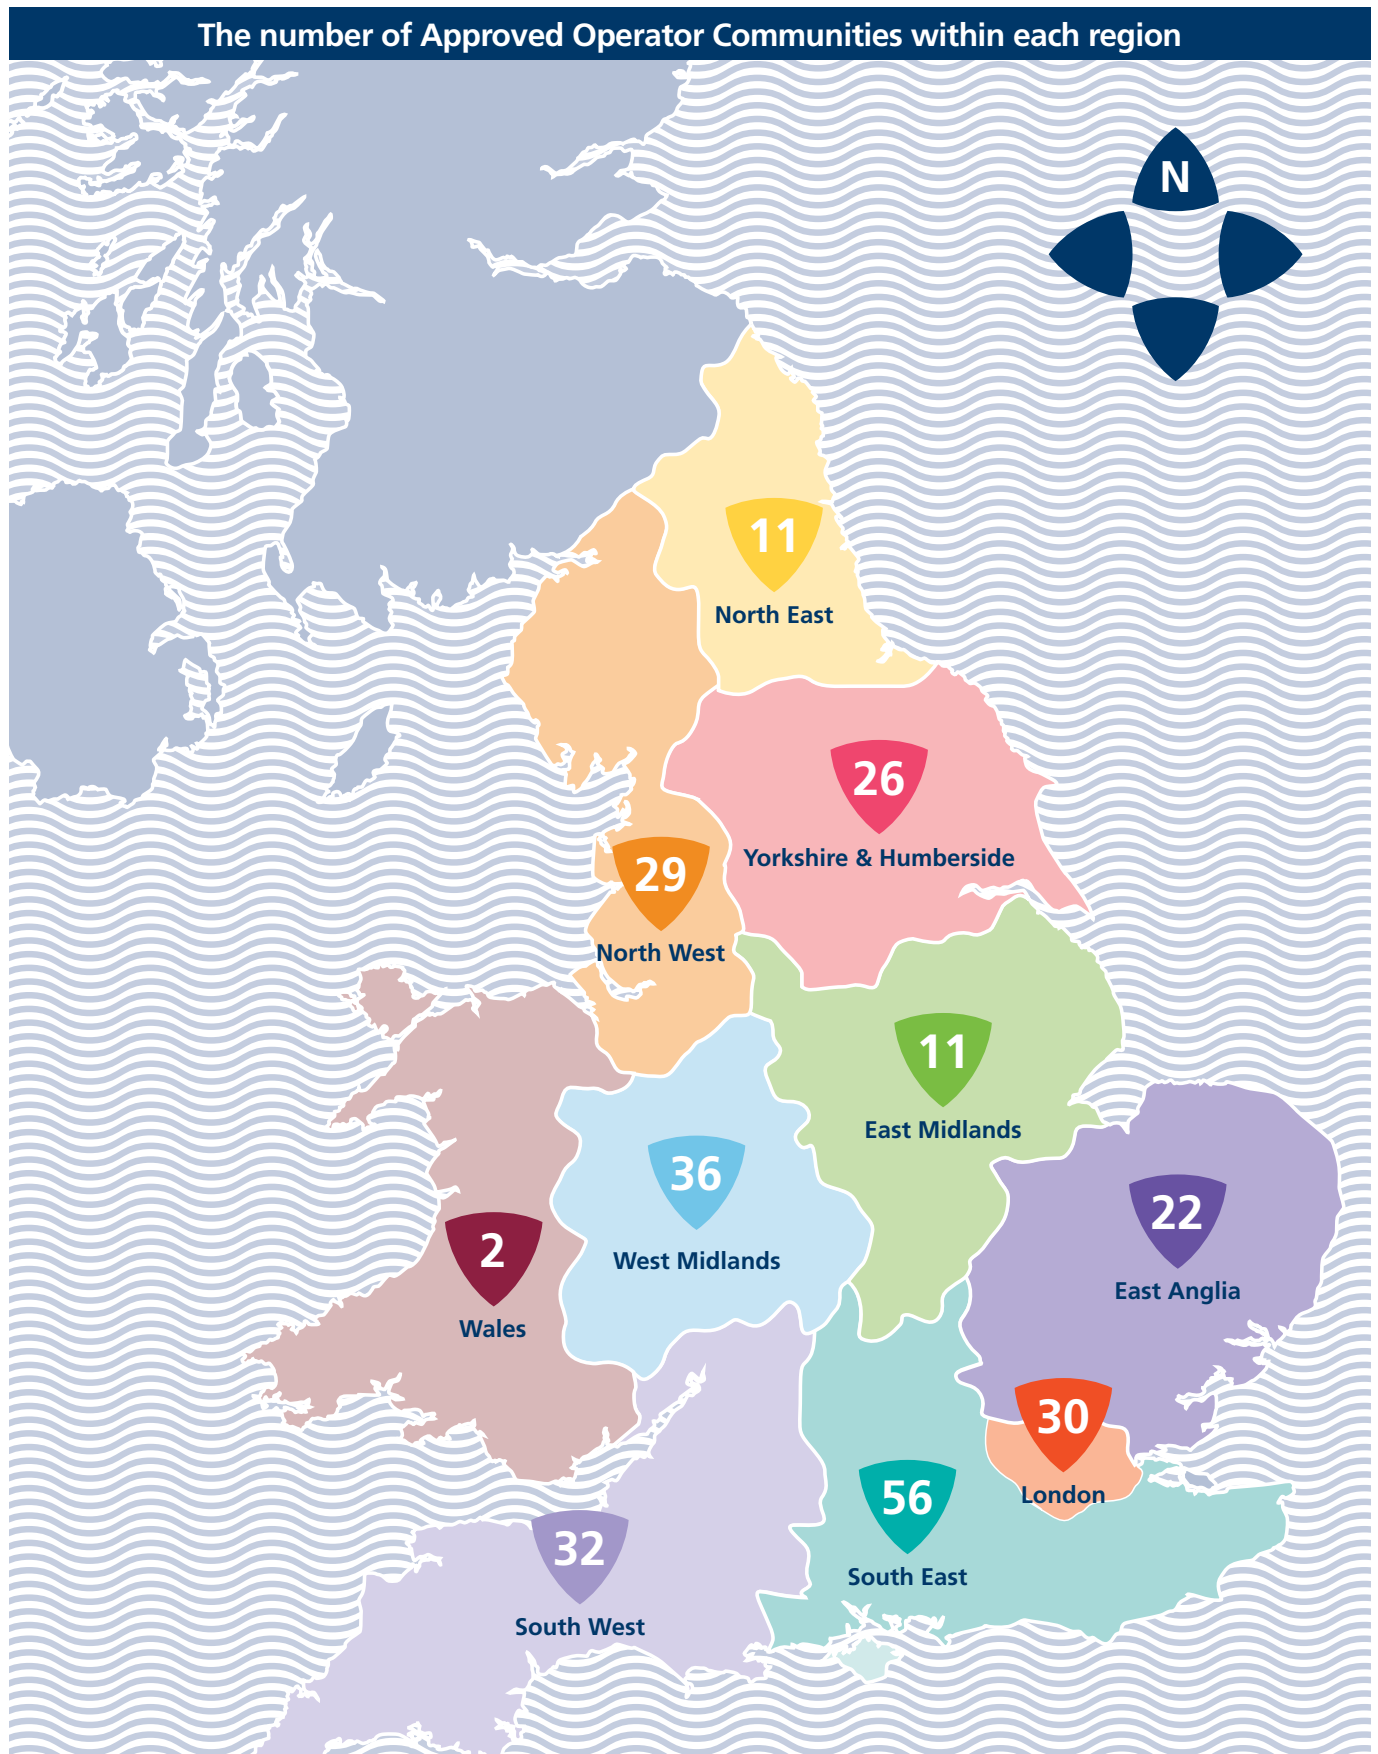 The number of Approved Operator Communities within each region
N
11
North East
26
Yorkshire & Humberside
29
North West
11
East Midlands
36
West Midlands
22
East Anglia
2
Wales
30
London
56
South East
32
South West